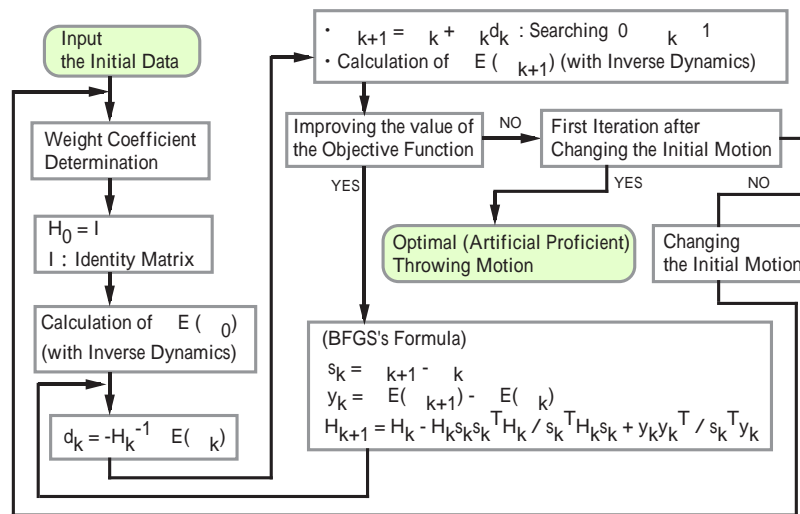 Input
the Initial Data
Weight Coefficient
Determination
H0 = I
I : Identity Matrix
Calculation of E ( 0)
(with Inverse Dynamics)
dk = -Hk-1 E ( k)
・ k+1 = k + kdk : Searching 0 k 1
・Calculation of E ( k+1) (with Inverse Dynamics)
Improving the value of
the Objective Function
NO
YES
First Iteration after
Changing the Initial Motion
YES
NO
Optimal (Artificial Proficient)
Throwing Motion
Changing
the Initial Motion
(BFGS's Formula)
sk = k+1 - k
yk = E( k+1) - E( k)
Hk+1 = Hk - HkskskTHk / skTHksk + ykykT / skTyk